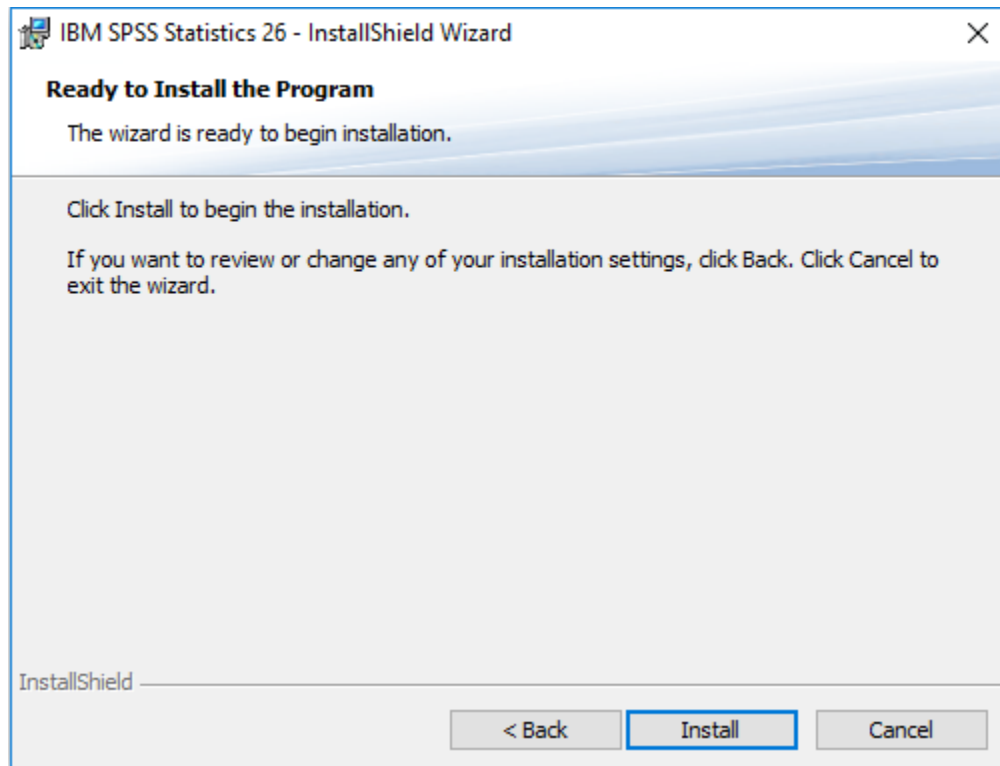 IBM SPSS Statistics 26 - InstallShield Wizard
Ready to Install the Program
The wizard is ready to begin installation.
Click Install to begin the installation.
If you want to review or change any of your installation settings, click Back. Click Cancel to
exit the wizard.
InstallShield
< Back Install Cancel